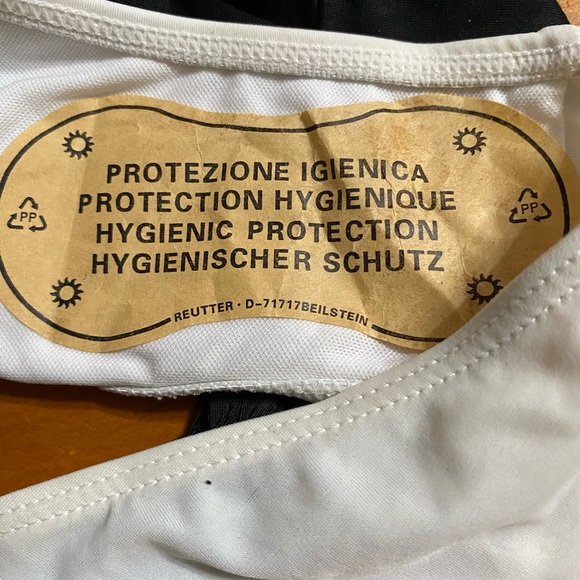 PROTEZIONE IGIENICA
PROTECTION HYGIENIQUE
HYGIENIC PROTECTION
HYGIENISCHER SCHUTZ
PP
PP
REUTTER · D-71717BEILSTEIN